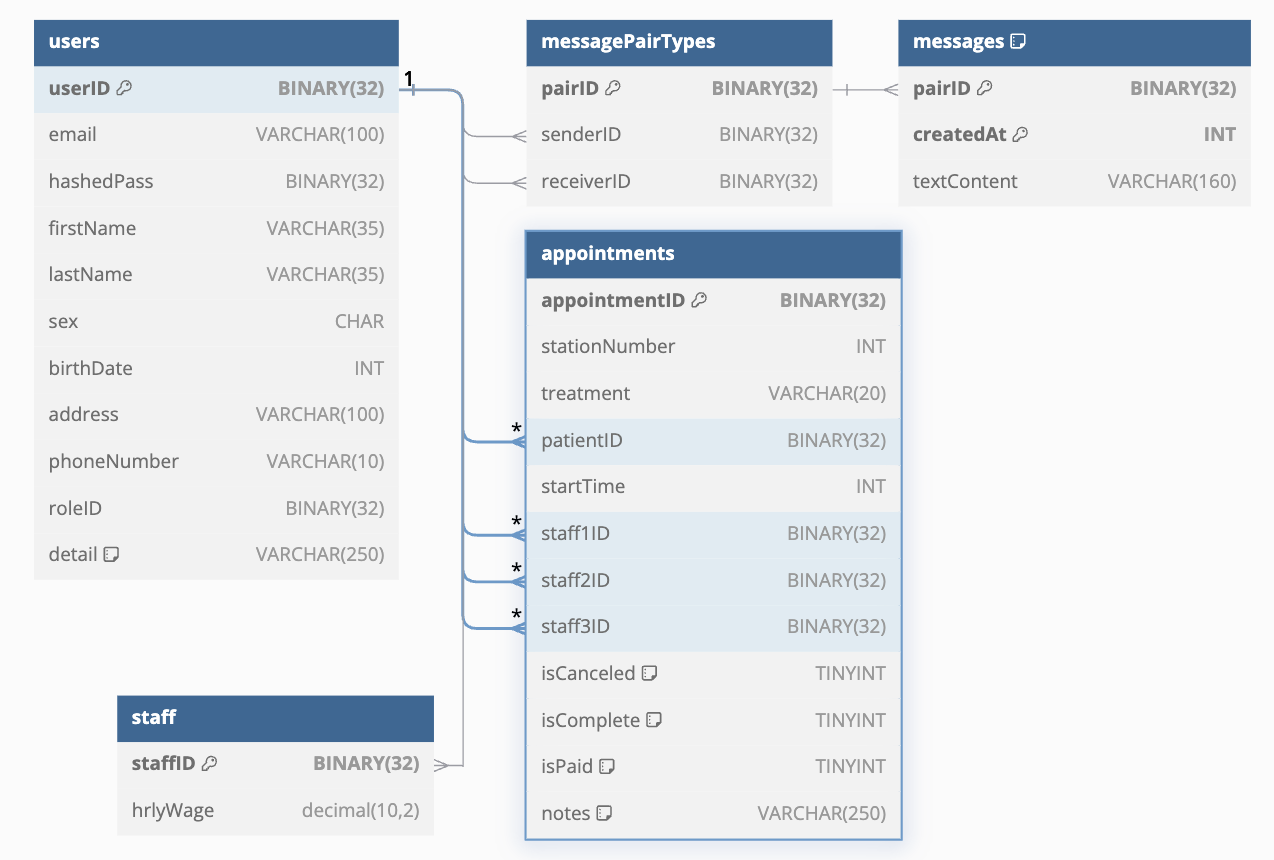 users
userID BINARY(32)
email VARCHAR(100)
hashedPass BINARY(32)
firstName VARCHAR(35)
lastName VARCHAR(35)
sex CHAR
birthDate INT
address VARCHAR(100)
phoneNumber VARCHAR(10)
roleID BINARY(32)
detail VARCHAR(250)
1
messagePairTypes
pairID BINARY(32)
senderID BINARY(32)
receiverID BINARY(32)
messages
pairID BINARY(32)
createdAt INT
textContent VARCHAR(160)
appointments
appointmentID BINARY(32)
stationNumber INT
treatment VARCHAR(20)
* patientID BINARY(32)
startTime INT
* staff1ID BINARY(32)
* staff2ID BINARY(32)
* staff3ID BINARY(32)
isCanceled TINYINT
isComplete TINYINT
isPaid TINYINT
notes VARCHAR(250)
staff
staffID BINARY(32)
hrlyWage decimal(10,2)